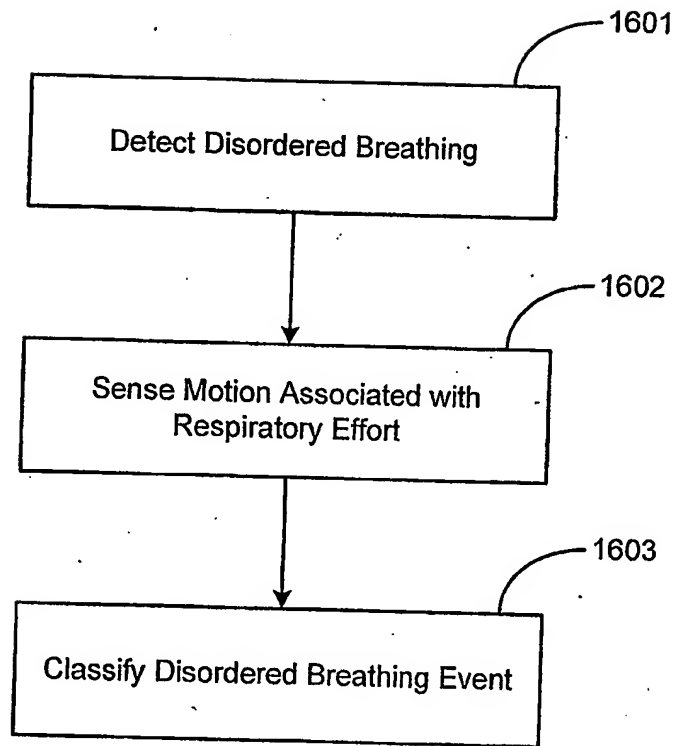 1601
Detect Disordered Breathing
1602
Sense Motion Associated with
Respiratory Effort
1603
Classify Disordered Breathing Event